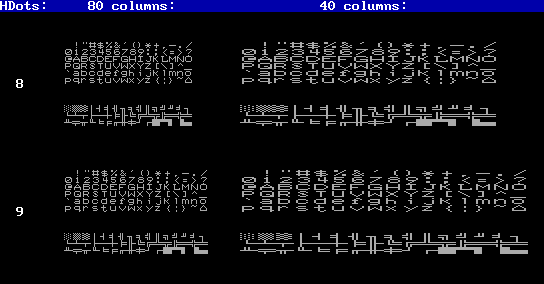 HDots: 80 columns: 40 columns:
8
!"#$%&'()*+,-./
0123456789:;<=>?
@ABCDEFGHIJKLMNO
PQRSTUVWXYZ[\]^_
`abcdefghijklmno
pqrstuvwxyz{|}~⌂
!"#$%&'()*+,-./
0123456789:;<=>?
@ABCDEFGHIJKLMNO
PQRSTUVWXYZ[\]^_
`abcdefghijklmno
pqrstuvwxyz{|}~⌂
9
!"#$%&'()*+,-./
0123456789:;<=>?
@ABCDEFGHIJKLMNO
PQRSTUVWXYZ[\]^_
`abcdefghijklmno
pqrstuvwxyz{|}~⌂
!"#$%&'()*+,-./
0123456789:;<=>?
@ABCDEFGHIJKLMNO
PQRSTUVWXYZ[\]^_
`abcdefghijklmno
pqrstuvwxyz{|}~⌂